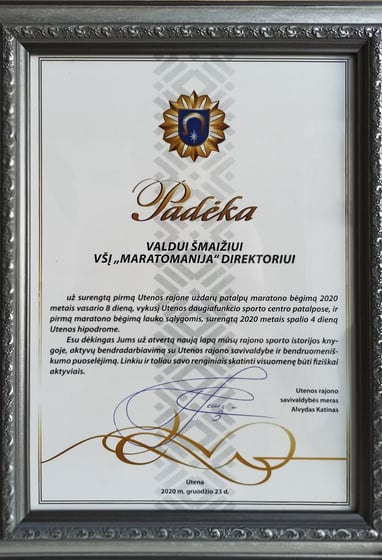 Padėka
VALDUI ŠMAIŽIUI
VŠĮ „MARATOMANIJA“ DIREKTORIUI
už surengtą pirmą Utenos rajone uždarų patalpų maratono bėgimą 2020
metais vasario 8 dieną, vykusį Utenos daugiafunkcio sporto centro patalpose, ir
pirmą maratono bėgimą lauko sąlygomis, surengtą 2020 metais spalio 4 dieną
Utenos hipodrome.
Esu dėkingas Jums už atvertą naują lapą mūsų rajono sporto istorijos kny-
goje, aktyvų bendradarbiavimą su Utenos rajono savivaldybe ir bendruomeniš-
kumo puoselėjimą. Linkiu ir toliau savo renginiais skatinti visuomenę būti fiziškai
aktyviais.
Utenos rajono
savivaldybės meras
Alvydas Katinas
Utena
2020 m. gruodžio 23 d.